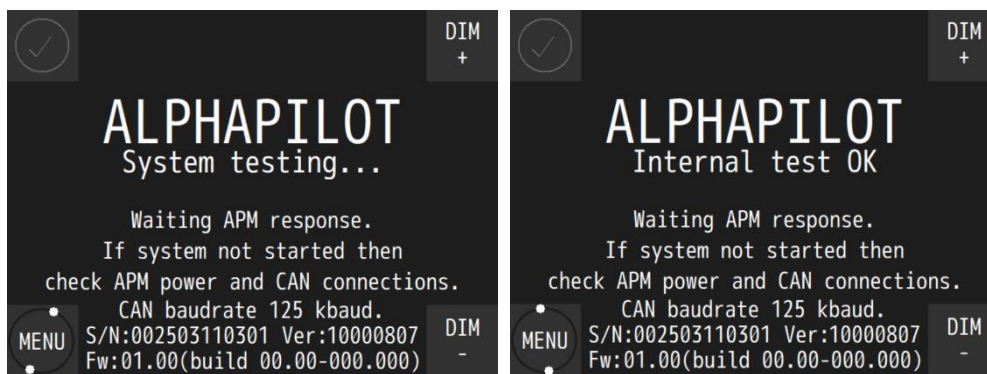 DIM
+
ALPHAPILOT
System testing...
Waiting APM response.
If system not started then
check APM power and CAN connections.
CAN baudrate 125 kbaud.
MENU
S/N:002503110301 Ver:10000807
Fw:01.00(build 00.00-000.000)
DIM
-
DIM
+
ALPHAPILOT
Internal test OK
Waiting APM response.
If system not started then
check APM power and CAN connections.
CAN baudrate 125 kbaud.
MENU
S/N:002503110301 Ver:10000807
Fw:01.00(build 00.00-000.000)
DIM
-